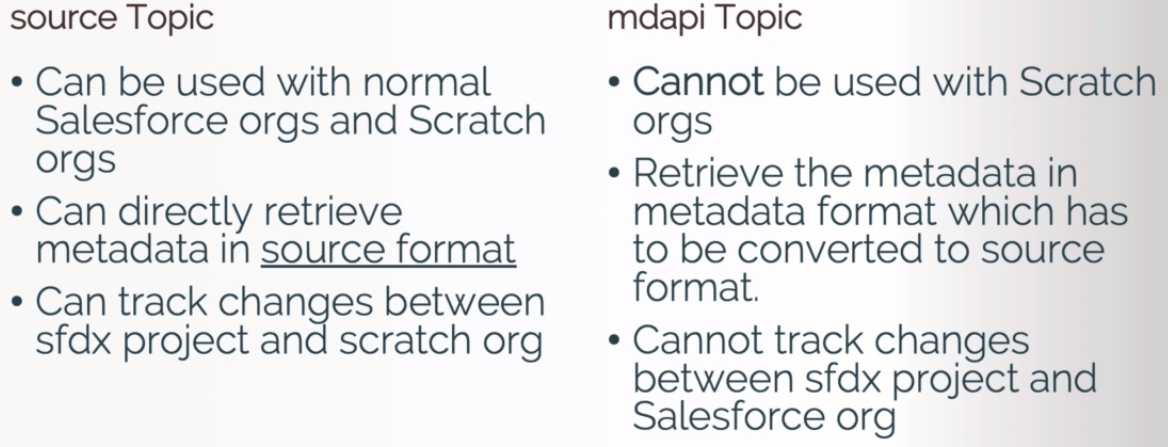 source Topic
• Can be used with normal
Salesforce orgs and Scratch
orgs
• Can directly retrieve
metadata in source format
• Can track changes between
sfdx project and scratch org
mdapi Topic
• Cannot be used with Scratch
orgs
• Retrieve the metadata in
metadata format which has
to be converted to source
format.
• Cannot track changes
between sfdx project and
Salesforce org